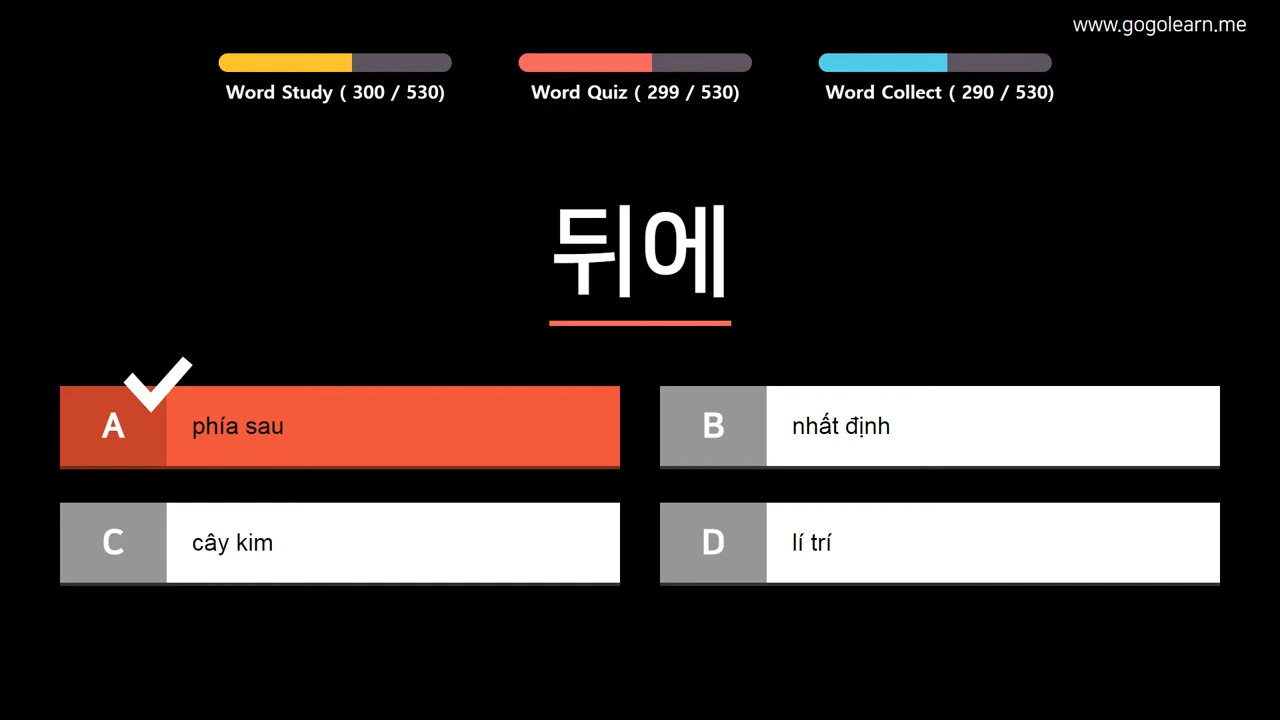 www.gogolearn.me
Word Study ( 300 / 530)
Word Quiz ( 299 / 530)
Word Collect ( 290 / 530)
뒤에
A
phía sau
B
nhất định
C
cây kim
D
lí trí